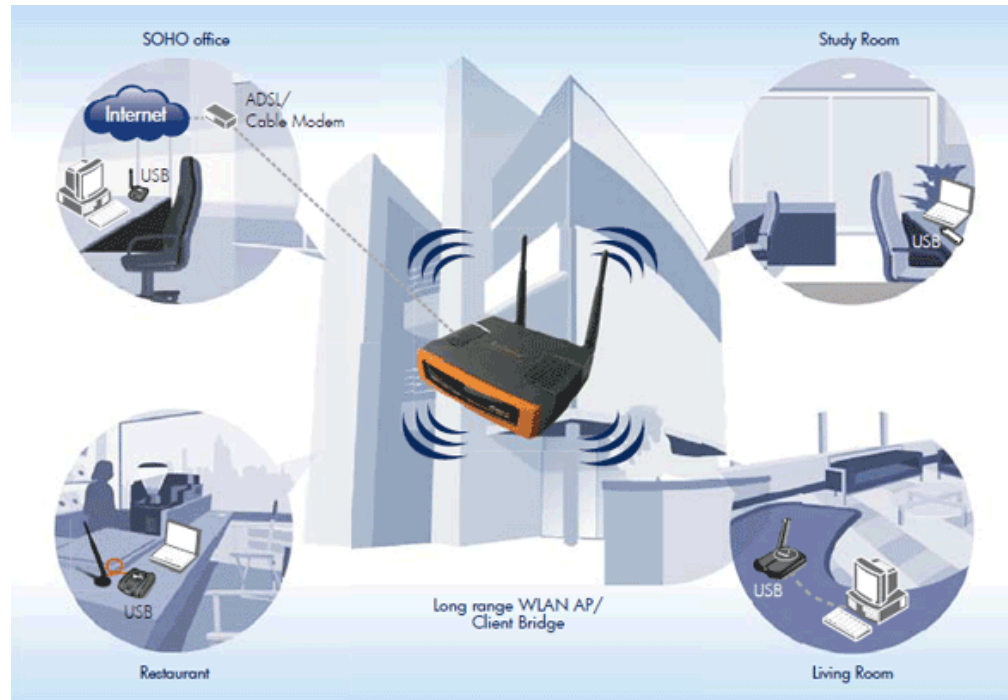 SOHO office
Study Room
Internet
ADSL/
Cable Modem
USB
USB
USB
USB
Long range WLAN AP/
Client Bridge
Restaurant
Living Room